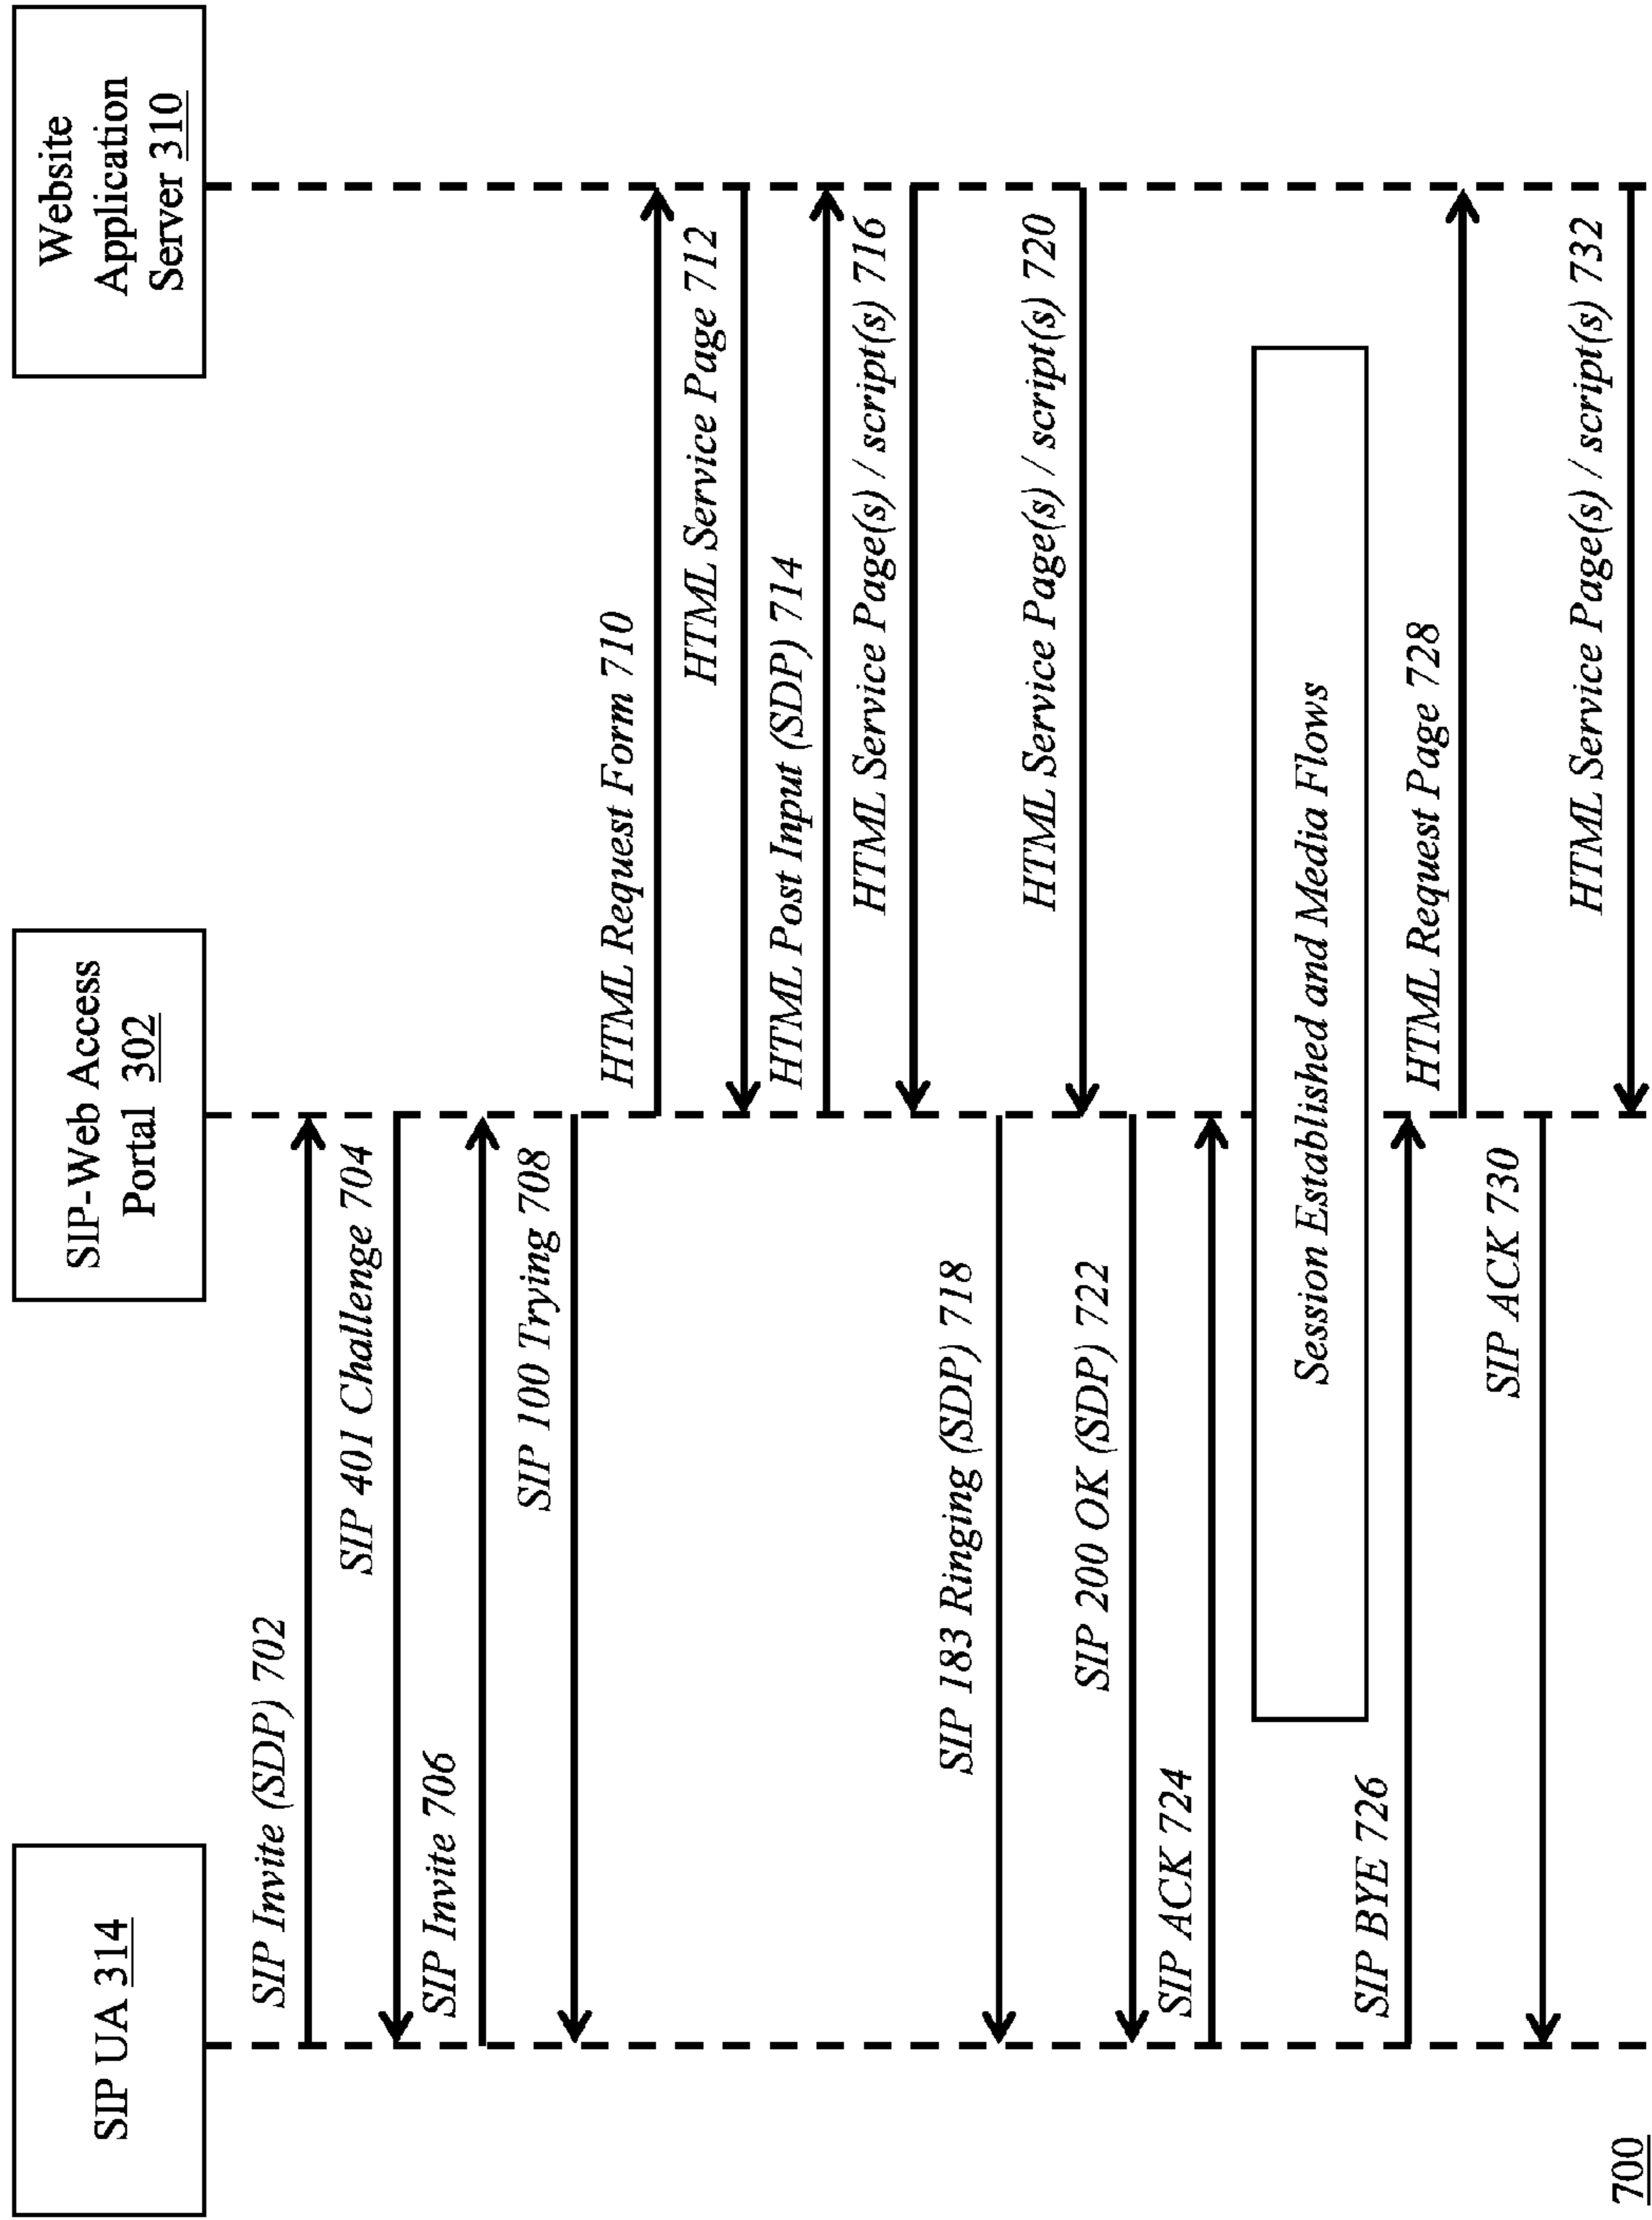 SIP UA 314
SIP-Web Access
Portal 302
Website
Application
Server 310
SIP Invite (SDP) 702
SIP 401 Challenge 704
SIP Invite 706
SIP 100 Trying 708
HTML Request Form 710
HTML Service Page 712
HTML Post Input (SDP) 714
HTML Service Page(s) / script(s) 716
SIP 183 Ringing (SDP) 718
HTML Service Page(s) / script(s) 720
SIP 200 OK (SDP) 722
SIP ACK 724
Session Established and Media Flows
SIP BYE 726
HTML Request Page 728
SIP ACK 730
HTML Service Page(s) / script(s) 732
700